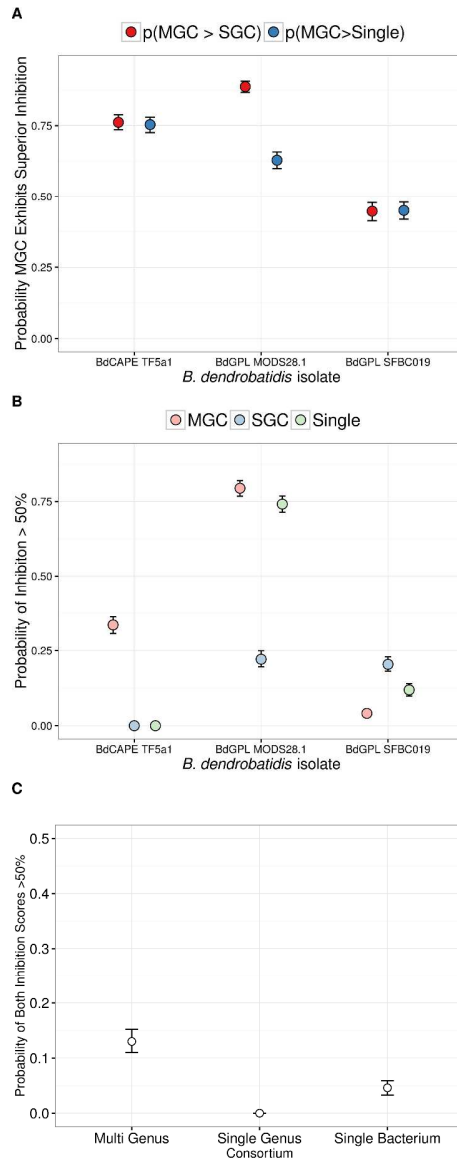 A
p(MGC > SGC) p(MGC>Single)
Probability MGC Exhibits Superior Inhibition
0.75
0.50
0.25
0.00
BdCAPE TF5a1 BdGPL MODS28.1 BdGPL SFBC019
B. dendrobatidis isolate
B
MGC SGC Single
Probability of Inhibiton > 50%
0.75
0.50
0.25
0.00
BdCAPE TF5a1 BdGPL MODS28.1 BdGPL SFBC019
B. dendrobatidis isolate
C
Probability of Both Inhibition Scores >50%
0.5
0.4
0.3
0.2
0.1
0.0
Multi Genus Single Genus Single Bacterium
Consortium